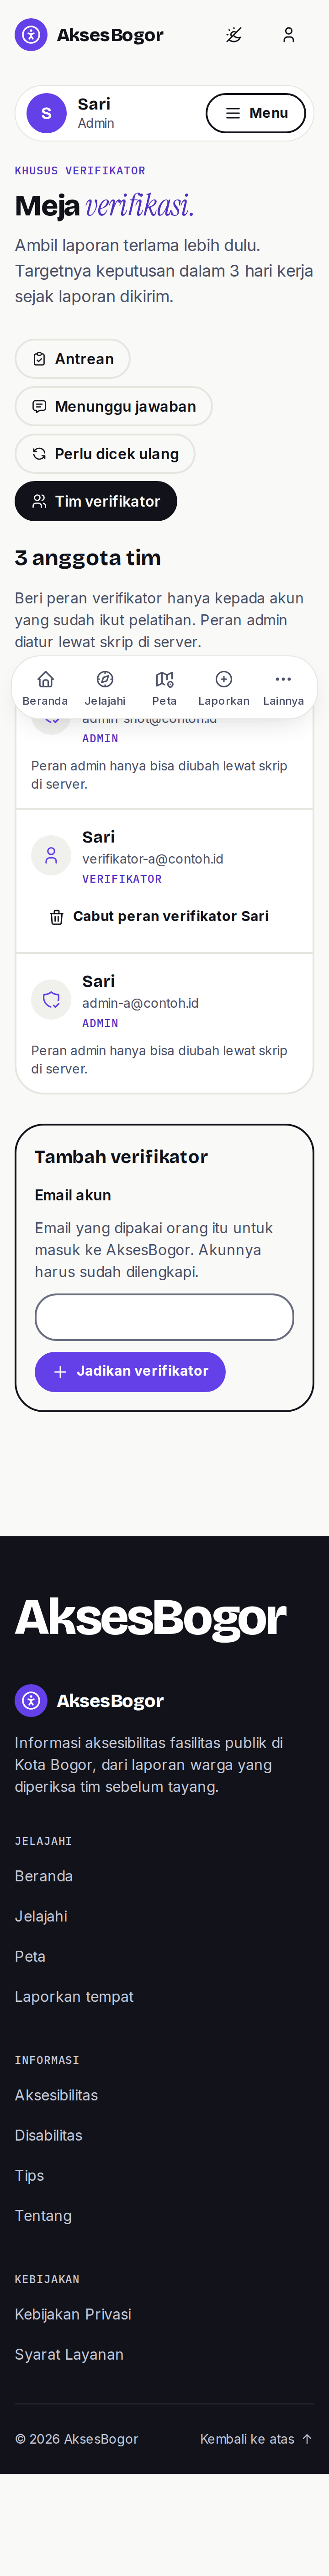 AksesBogor
S
Sari
Admin
Menu
KHUSUS VERIFIKATOR
Meja verifikasi.
Ambil laporan terlama lebih dulu.
Targetnya keputusan dalam 3 hari kerja
sejak laporan dikirim.
Antrean
Menunggu jawaban
Perlu dicek ulang
Tim verifikator
3 anggota tim
Beri peran verifikator hanya kepada akun
yang sudah ikut pelatihan. Peran admin
diatur lewat skrip di server.
Beranda
Jelajahi
Peta
Laporkan
Lainnya
ADMIN
Peran admin hanya bisa diubah lewat skrip
di server.
Sari
verifikator-a@contoh.id
VERIFIKATOR
Cabut peran verifikator Sari
Sari
admin-a@contoh.id
ADMIN
Peran admin hanya bisa diubah lewat skrip
di server.
Tambah verifikator
Email akun
Email yang dipakai orang itu untuk
masuk ke AksesBogor. Akunnya
harus sudah dilengkapi.
Jadikan verifikator
AksesBogor
AksesBogor
Informasi aksesibilitas fasilitas publik di
Kota Bogor, dari laporan warga yang
diperiksa tim sebelum tayang.
JELAJAHI
Beranda
Jelajahi
Peta
Laporkan tempat
INFORMASI
Aksesibilitas
Disabilitas
Tips
Tentang
KEBIJAKAN
Kebijakan Privasi
Syarat Layanan
© 2026 AksesBogor
Kembali ke atas ↑